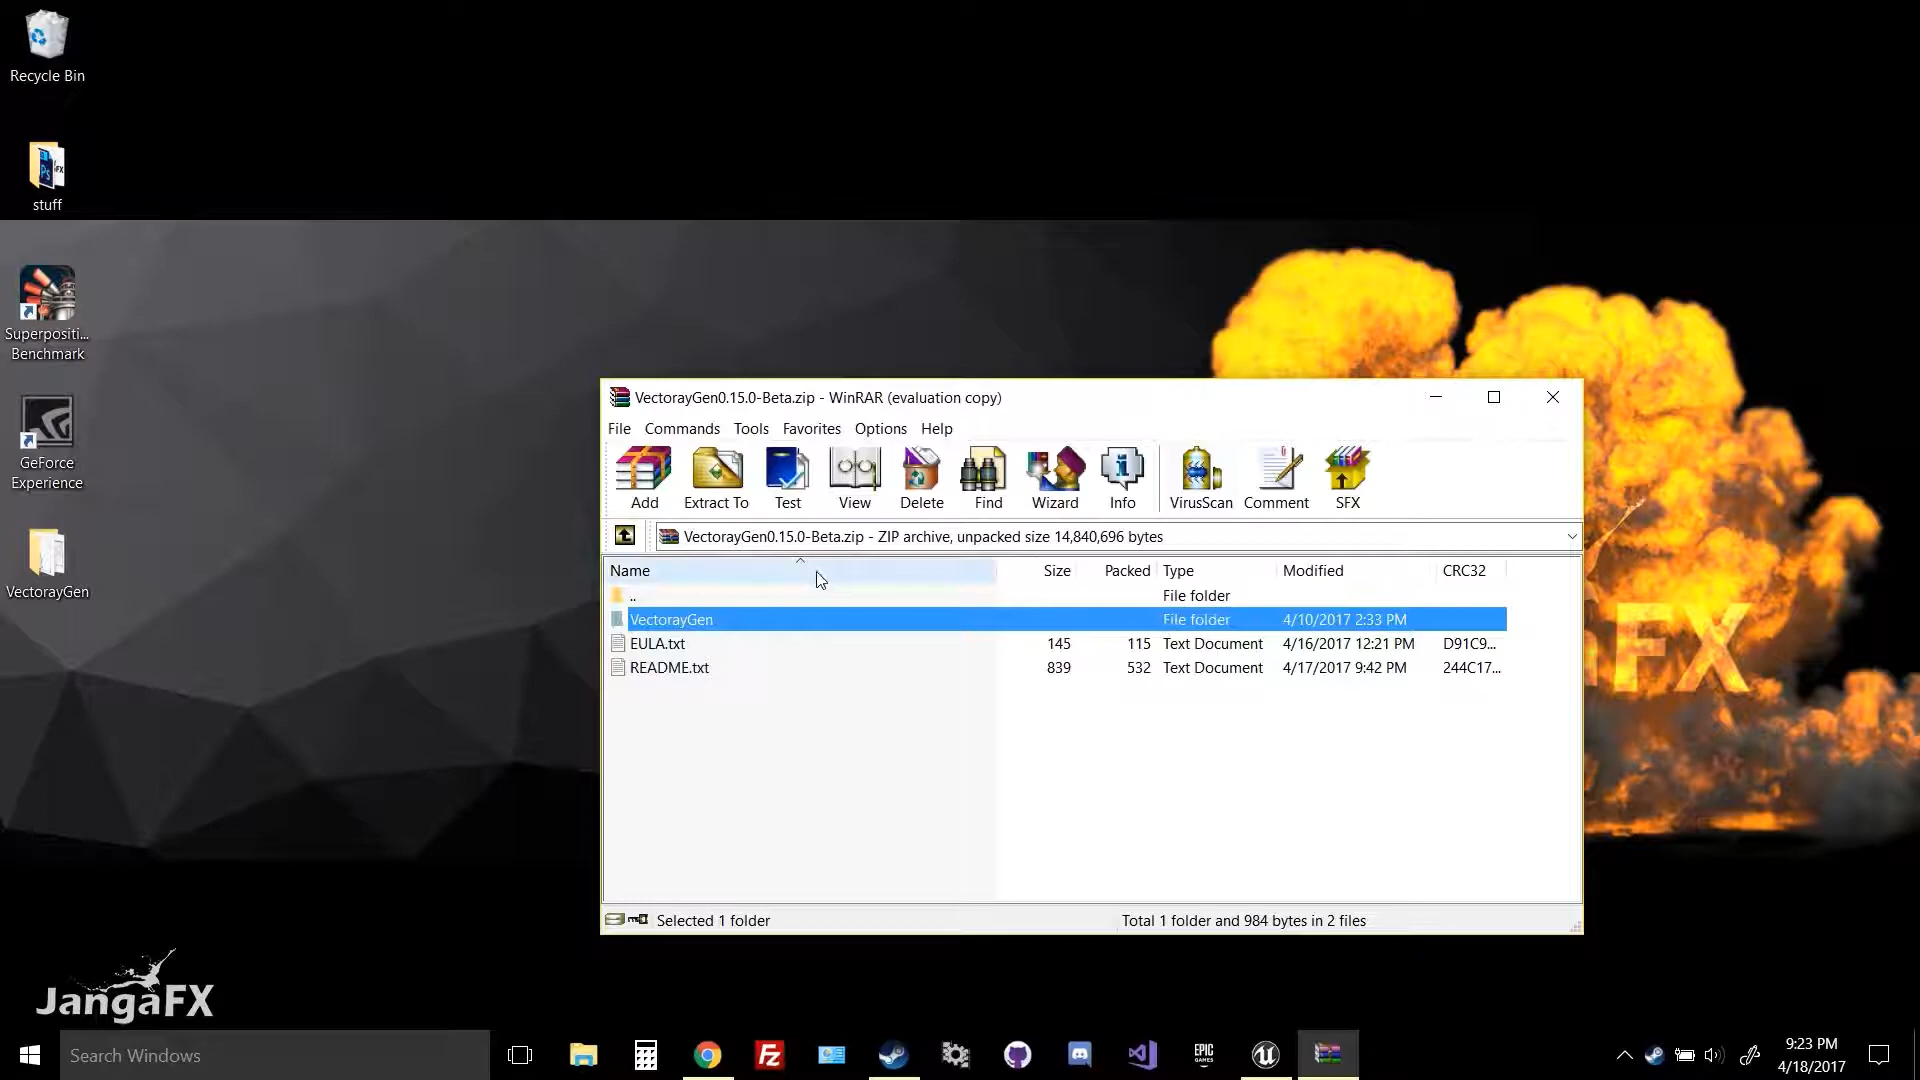 Recycle Bin
stuff
Superpositi...
Benchmark
GeForce
Experience
VectorayGen
VectorayGen0.15.0-Beta.zip - WinRAR (evaluation copy)
File Commands Tools Favorites Options Help
Add Extract To Test View Delete Find Wizard Info VirusScan Comment SFX
VectorayGen0.15.0-Beta.zip - ZIP archive, unpacked size 14,840,696 bytes
Name Size Packed Type Modified CRC32
.. File folder
VectorayGen File folder 4/10/2017 2:33 PM
EULA.txt 145 115 Text Document 4/16/2017 12:21 PM D91C9...
README.txt 839 532 Text Document 4/17/2017 9:42 PM 244C17...
Selected 1 folder Total 1 folder and 984 bytes in 2 files
FX
JangaFX
Search Windows
EPIC
GAMES
9:23 PM
4/18/2017